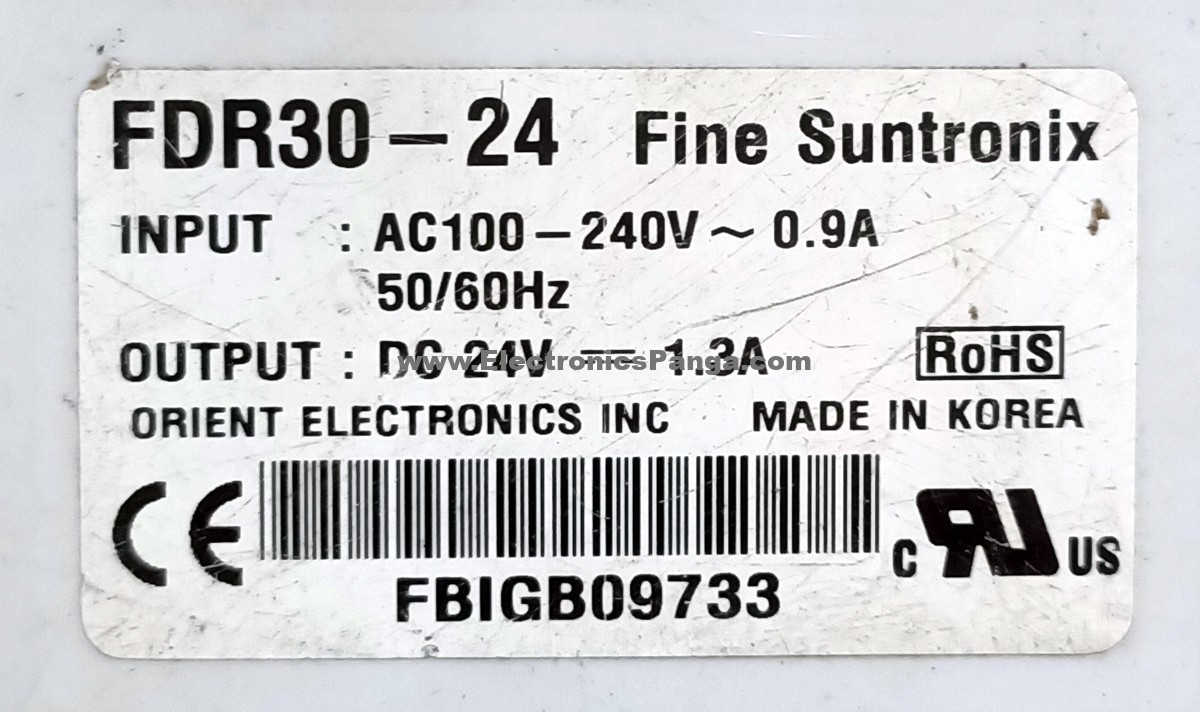 FDR30-24 Fine Suntronix
INPUT : AC100-240V~ 0.9A
50/60Hz
OUTPUT : DC 24V ⎓ 1.3A RoHS
www.ElectronicsPanga.com
ORIENT ELECTRONICS INC MADE IN KOREA
CE
FBIGB09733
C RU US